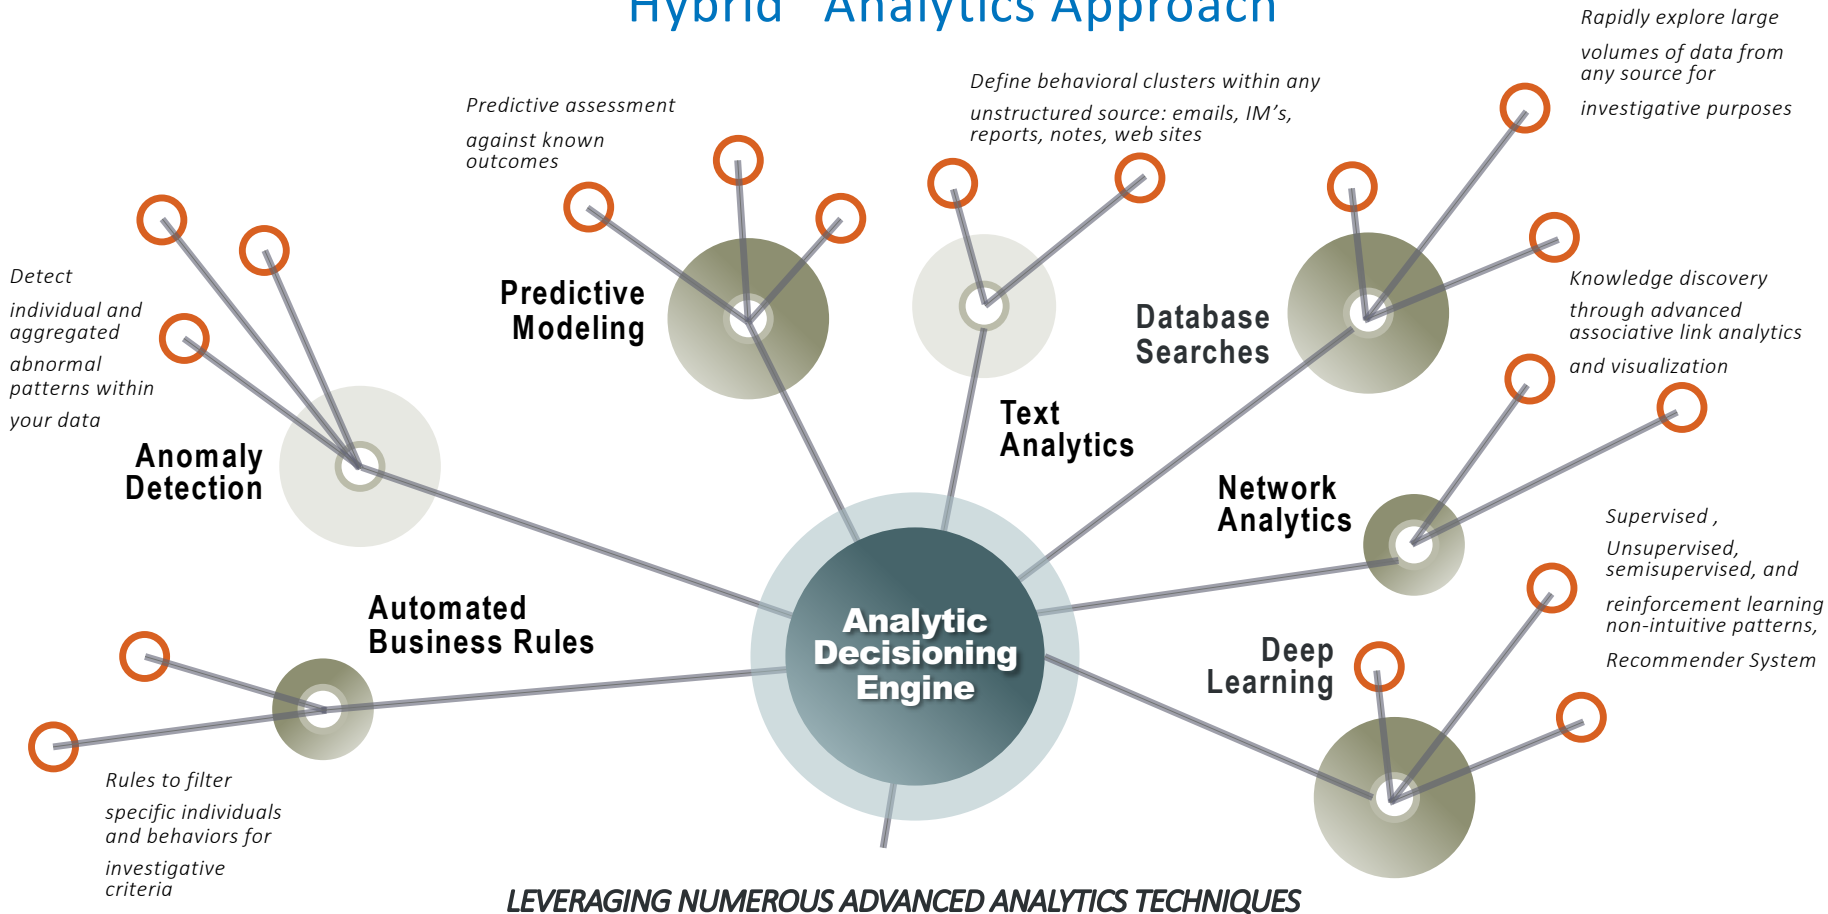 Hybrid Analytics Approach
Rapidly explore large
volumes of data from
any source for
investigative purposes
Define behavioral clusters within any
unstructured source: emails, IM’s,
reports, notes, web sites
Predictive assessment
against known
outcomes
Detect
individual and
aggregated
abnormal
patterns within
your data
Predictive
Modeling
Database
Searches
Knowledge discovery
through advanced
associative link analytics
and visualization
Text
Analytics
Anomaly
Detection
Network
Analytics
Supervised ,
Unsupervised,
semisupervised, and
reinforcement learning
non-intuitive patterns,
Recommender System
Automated
Business Rules
Analytic
Decisioning
Engine
Deep
Learning
Rules to filter
specific individuals
and behaviors for
investigative
criteria
LEVERAGING NUMEROUS ADVANCED ANALYTICS TECHNIQUES